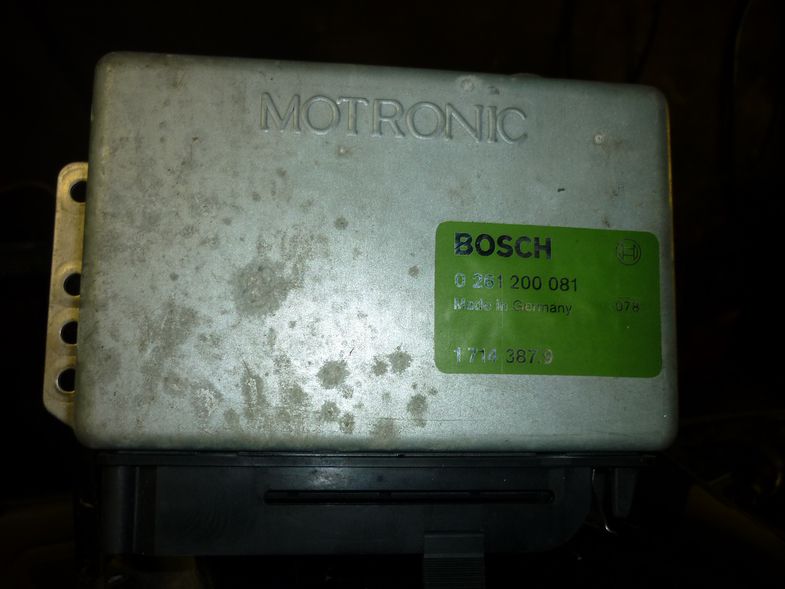 MOTRONIC
BOSCH
0 261 200 081
Made in Germany 078
1 714 387.9